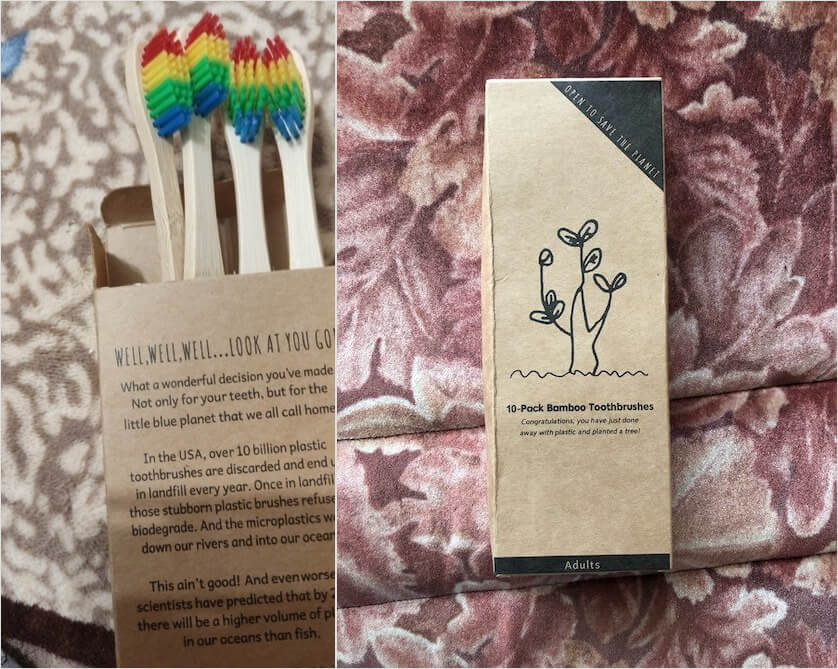 WELL,WELL,WELL...LOOK AT YOU GO
What a wonderful decision you've made
Not only for your teeth, but for the
little blue planet that we all call home
In the USA, over 10 billion plastic
toothbrushes are discarded and end
in landfill every year. Once in
those stubborn plastic brushes refuse
biodegrade. And the microplastics
down our rivers and into our
This ain't good! And even worse
scientists have predicted that by
there will be a higher volume of
in our oceans than fish.
OPEN TO SAVE THE PLANET
10-Pack Bamboo Toothbrushes
Congratulations, you have just done
away with plastic and planted a tree!
Adults